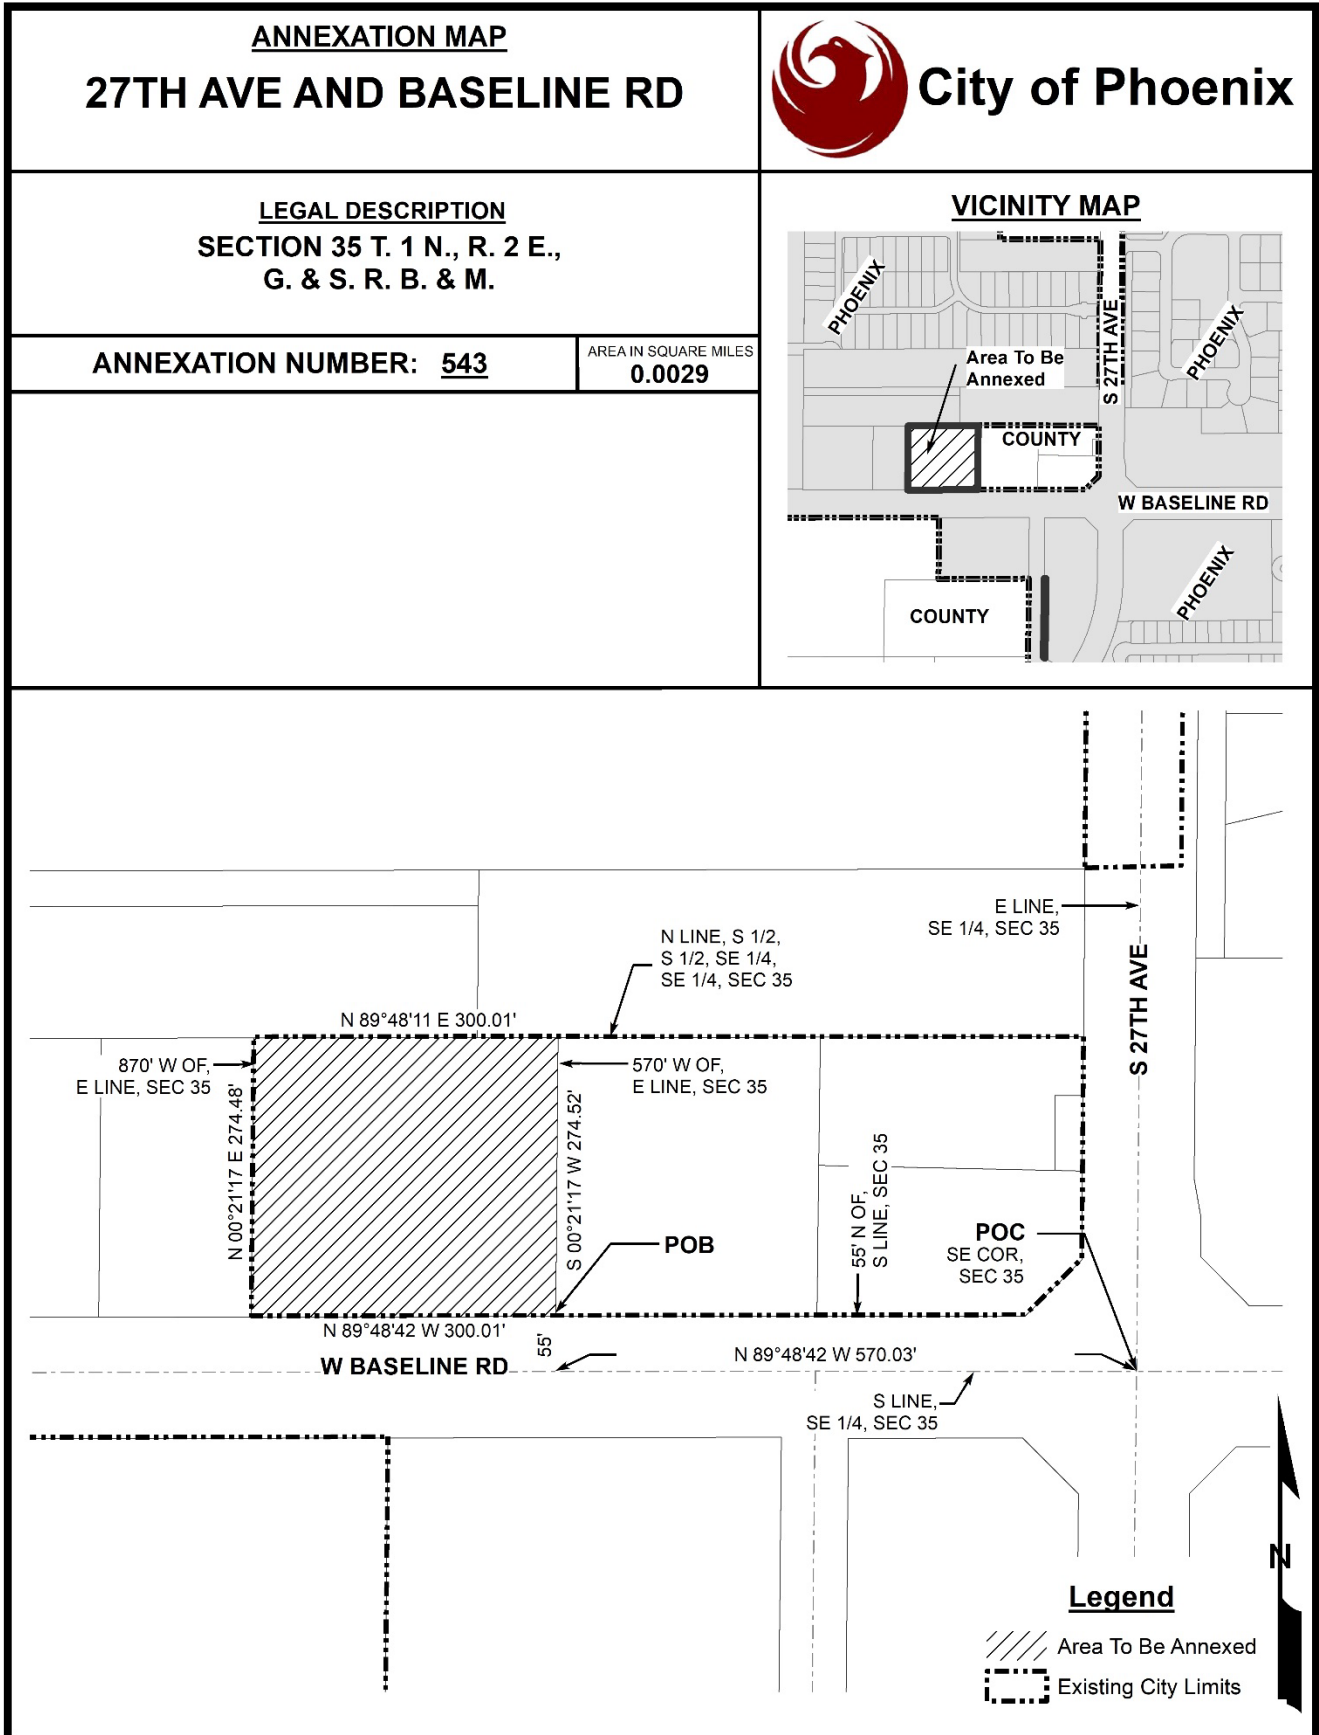 ANNEXATION MAP
27TH AVE AND BASELINE RD
City of Phoenix
LEGAL DESCRIPTION
SECTION 35 T. 1 N., R. 2 E.,
G. & S. R. B. & M.
ANNEXATION NUMBER: 543
AREA IN SQUARE MILES
0.0029
VICINITY MAP
PHOENIX
S 27TH AVE
PHOENIX
Area To Be
Annexed
COUNTY
W BASELINE RD
PHOENIX
COUNTY
E LINE,
SE 1/4, SEC 35
N LINE, S 1/2,
S 1/2, SE 1/4,
SE 1/4, SEC 35
S 27TH AVE
N 89°48'11 E 300.01'
870' W OF,
E LINE, SEC 35
570' W OF,
E LINE, SEC 35
N 00°21'17 E 274.48'
S 00°21'17 W 274.52'
55' N OF,
S LINE, SEC 35
POB
POC
SE COR,
SEC 35
N 89°48'42 W 300.01'
55'
N 89°48'42 W 570.03'
W BASELINE RD
S LINE,
SE 1/4, SEC 35
N
Legend
Area To Be Annexed
Existing City Limits